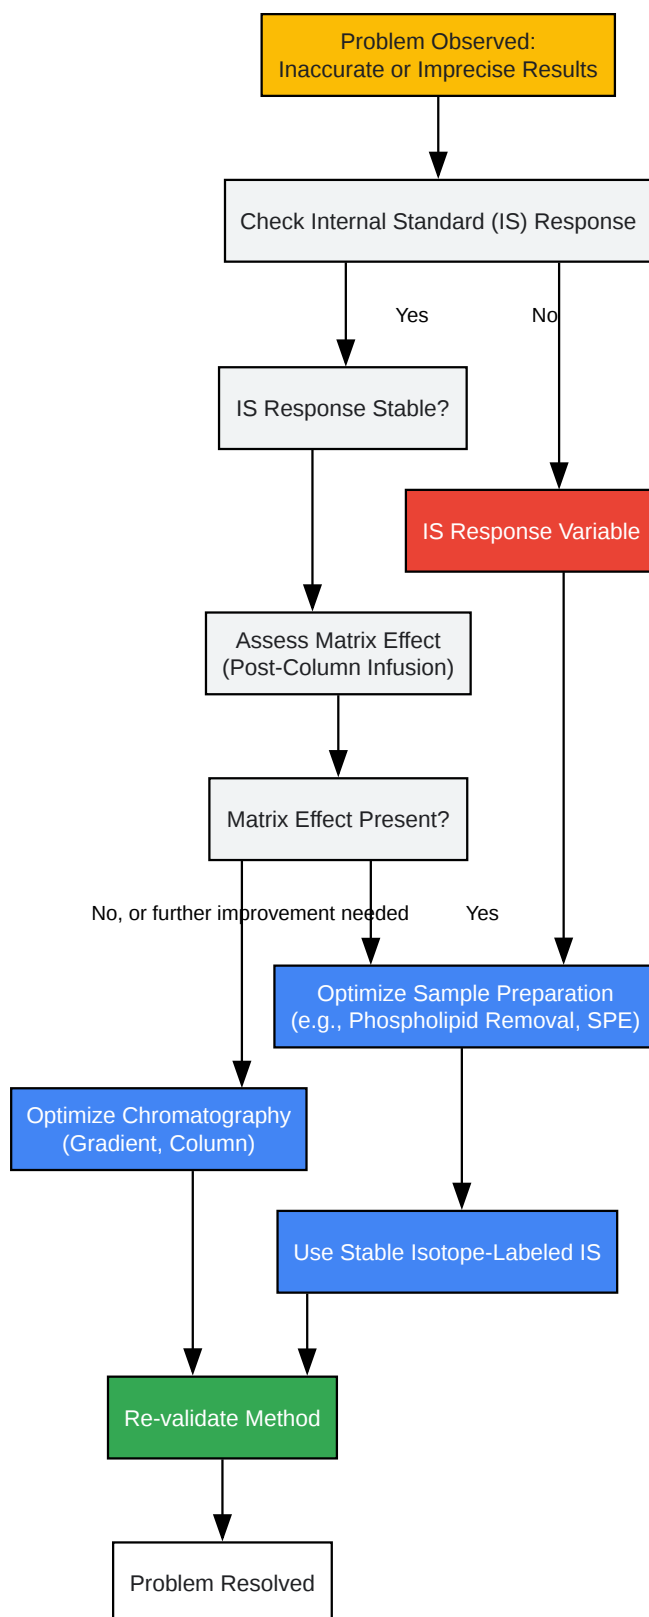 Problem Observed:
Inaccurate or Imprecise Results
Check Internal Standard (IS) Response
Yes
No
IS Response Stable?
IS Response Variable
Assess Matrix Effect
(Post-Column Infusion)
Matrix Effect Present?
No, or further improvement needed
Yes
Optimize Sample Preparation
(e.g., Phospholipid Removal, SPE)
Optimize Chromatography
(Gradient, Column)
Use Stable Isotope-Labeled IS
Re-validate Method
Problem Resolved